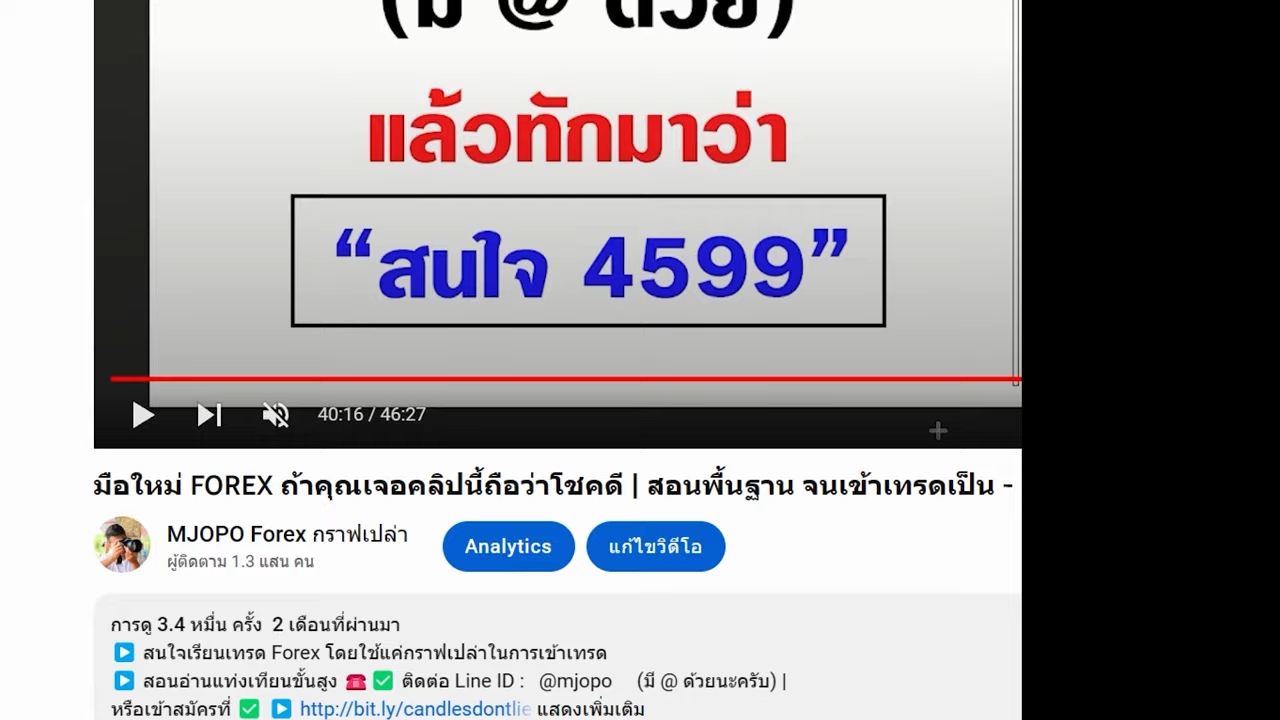 (มี @ ด้วย)
แล้วทักมาว่า
“สนใจ 4599”
40:16 / 46:27
มือใหม่ FOREX ถ้าคุณเจอคลิปนี้ถือว่าโชคดี | สอนพื้นฐาน จนเข้าเทรดเป็น -
MJOPO Forex กราฟเปล่า
ผู้ติดตาม 1.3 แสน คน
Analytics
แก้ไขวิดีโอ
การดู 3.4 หมื่น ครั้ง 2 เดือนที่ผ่านมา
สนใจเรียนเทรด Forex โดยใช้แค่กราฟเปล่าในการเข้าเทรด
สอนอ่านแท่งเทียนขั้นสูง ☎️ ✅ ติดต่อ Line ID : @mjopo (มี @ ด้วยนะครับ) |
หรือเข้าสมัครที่ ✅ ▶️ http://bit.ly/candlesdontlie แสดงเพิ่มเติม